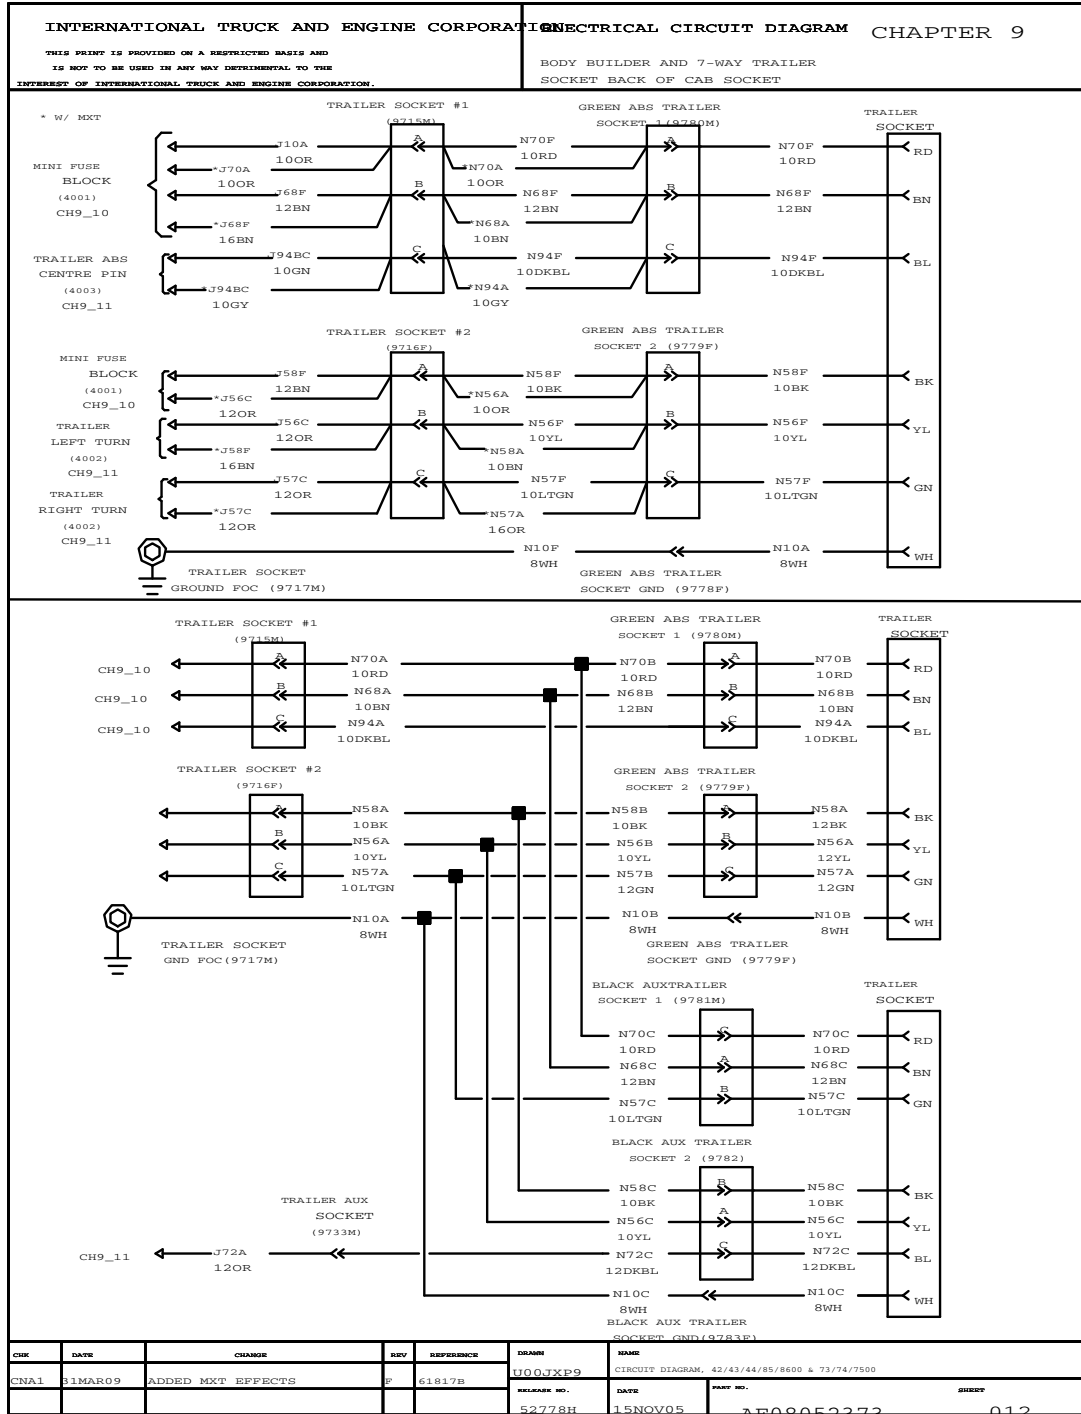 INTERNATIONAL TRUCK AND ENGINE CORPORATION
THIS PRINT IS PROVIDED ON A RESTRICTED BASIS AND
IS NOT TO BE USED IN ANY WAY DETRIMENTAL TO THE
INTEREST OF INTERNATIONAL TRUCK AND ENGINE CORPORATION.
ELECTRICAL CIRCUIT DIAGRAM
CHAPTER 9
BODY BUILDER AND 7-WAY TRAILER
SOCKET BACK OF CAB SOCKET
* W/ MXT
TRAILER SOCKET #1
(9715M)
GREEN ABS TRAILER
SOCKET 1(9780M)
TRAILER
SOCKET
MINI FUSE
BLOCK
(4001)
CH9_10
J10A
10OR
*J70A
10OR
J68F
12BN
*J68F
16BN
A
B
C
N70F
10RD
*N70A
10OR
N68F
12BN
*N68A
10BN
A
B
C
N70F
10RD
N68F
12BN
RD
BN
TRAILER ABS
CENTRE PIN
(4003)
CH9_11
J94BC
10GN
*J94BC
10GY
N94F
10DKBL
*N94A
10GY
N94F
10DKBL
BL
TRAILER SOCKET #2
(9716F)
GREEN ABS TRAILER
SOCKET 2 (9779F)
MINI FUSE
BLOCK
(4001)
CH9_10
J58F
12BN
*J56C
12OR
A
B
C
N58F
10BK
*N56A
10OR
A
B
C
N58F
10BK
BK
TRAILER
LEFT TURN
(4002)
CH9_11
J56C
12OR
*J58F
16BN
N56F
10YL
*N58A
10BN
N56F
10YL
YL
TRAILER
RIGHT TURN
(4002)
CH9_11
J57C
12OR
*J57C
12OR
N57F
10LTGN
*N57A
16OR
N57F
10LTGN
GN
N10F
8WH
N10A
8WH
WH
TRAILER SOCKET
GROUND FOC (9717M)
GREEN ABS TRAILER
SOCKET GND (9778F)
TRAILER SOCKET #1
(9715M)
GREEN ABS TRAILER
SOCKET 1 (9780M)
TRAILER
SOCKET
CH9_10
A
N70A
10RD
N70B
10RD
A
N70B
10RD
RD
CH9_10
B
N68A
10BN
N68B
12BN
B
N68B
10BN
BN
CH9_10
C
N94A
10DKBL
C
N94A
10DKBL
BL
TRAILER SOCKET #2
(9716F)
GREEN ABS TRAILER
SOCKET 2 (9779F)
A
N58A
10BK
N58B
10BK
A
N58A
12BK
BK
B
N56A
10YL
N56B
10YL
B
N56A
12YL
YL
C
N57A
10LTGN
N57B
12GN
C
N57A
12GN
GN
N10A
8WH
N10B
8WH
N10B
8WH
WH
TRAILER SOCKET
GND FOC(9717M)
GREEN ABS TRAILER
SOCKET GND (9779F)
BLACK AUXTRAILER
SOCKET 1 (9781M)
TRAILER
SOCKET
N70C
10RD
C
N70C
10RD
RD
N68C
12BN
A
N68C
12BN
BN
N57C
10LTGN
B
N57C
10LTGN
GN
BLACK AUX TRAILER
SOCKET 2 (9782)
N58C
10BK
B
N58C
10BK
BK
TRAILER AUX
SOCKET
(9733M)
N56C
10YL
A
N56C
10YL
YL
CH9_11
J72A
12OR
N72C
12DKBL
C
N72C
12DKBL
BL
N10C
8WH
N10C
8WH
WH
BLACK AUX TRAILER
SOCKET GND(9783F)
CHK
DATE
CHANGE
REV
REFERENCE
DRAWN
NAME
CNA1
31MAR09
ADDED MXT EFFECTS
F
61817B
U00JXP9
CIRCUIT DIAGRAM, 42/43/44/85/8600 & 73/74/7500
RELEASE NO.
DATE
PART NO.
SHEET
52778H
15NOV05
AE08052373
012